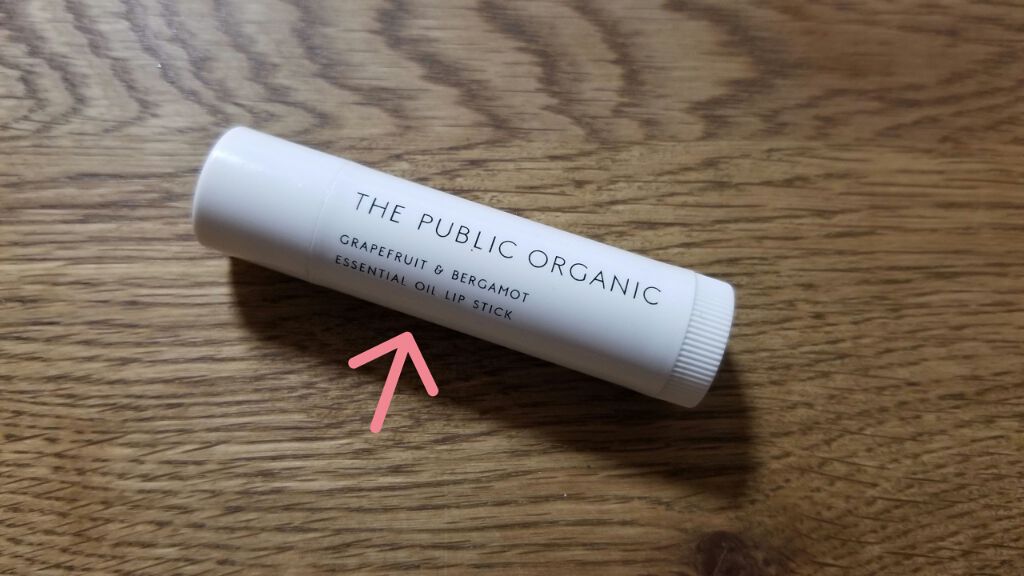 THE PUBLIC ORGANIC
GRAPEFRUIT & BERGAMOT
ESSENTIAL OIL LIP STICK